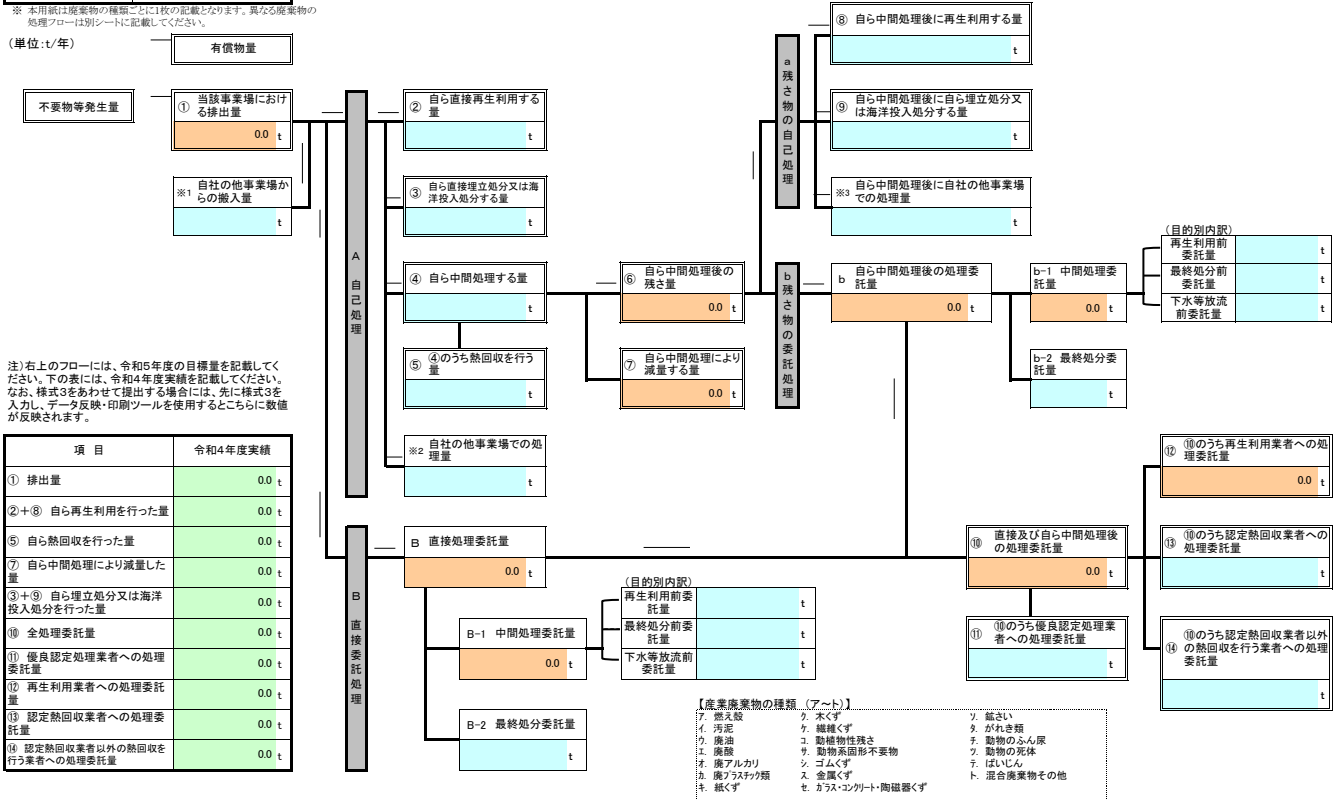 ※ 本用紙は廃棄物の種類ごとに1枚の記載となります。異なる廃棄物の
処理フローは別シートに記載してください。
(単位:t/年)
有償物量
不要物等発生量
① 当該事業場におけ
る排出量
0.0 t
※1 自社の他事業場か
らの搬入量
t
A 自己処理
② 自ら直接再生利用する
量
t
③ 自ら直接埋立処分又は海
洋投入処分する量
t
④ 自ら中間処理する量
t
⑤ ④のうち熱回収を行う
量
t
※2 自社の他事業場での処
理量
t
⑥ 自ら中間処理後の
残さ量
0.0 t
⑦ 自ら中間処理により
減量する量
0.0 t
a 残さ物の自己処理
⑧ 自ら中間処理後に再生利用する量
t
⑨ 自ら中間処理後に自ら埋立処分又
は海洋投入処分する量
t
※3 自ら中間処理後に自社の他事業場
での処理量
t
b 残さ物の委託処理
b 自ら中間処理後の処理委
託量
0.0 t
b-1 中間処理委
託量
0.0 t
(目的別内訳)
再生利用前
委託量
t
最終処分前
委託量
t
下水等放流
前委託量
t
b-2 最終処分委
託量
t
注)右上のフローには、令和5年度の目標量を記載してく
ださい。下の表には、令和4年度実績を記載してください。
なお、様式3をあわせて提出する場合には、先に様式3を
入力し、データ反映・印刷ツールを使用するとこちらに数値
が反映されます。
項 目 令和4年度実績
① 排出量 0.0 t
②+⑧ 自ら再生利用を行った量 0.0 t
⑤ 自ら熱回収を行った量 0.0 t
⑦ 自ら中間処理により減量した
量 0.0 t
③+⑨ 自ら埋立処分又は海洋
投入処分を行った量 0.0 t
⑩ 全処理委託量 0.0 t
⑪ 優良認定処理業者への処理
委託量 0.0 t
⑫ 再生利用業者への処理委託
量 0.0 t
⑬ 認定熱回収業者への処理委
託量 0.0 t
⑭ 認定熱回収業者以外の熱回収を
行う業者への処理委託量 0.0 t
B 直接委託処理
B 直接処理委託量
0.0 t
B-1 中間処理委託量
0.0 t
(目的別内訳)
再生利用前委
託量
t
最終処分前委
託量
t
下水等放流前
委託量
t
B-2 最終処分委託量
t
⑩ 直接及び自ら中間処理後
の処理委託量
0.0 t
⑪ ⑩のうち優良認定処理業
者への処理委託量
t
⑫ ⑩のうち再生利用業者への処
理委託量
0.0 t
⑬ ⑩のうち認定熱回収業者への
処理委託量
t
⑭ ⑩のうち認定熱回収業者以外
の熱回収を行う業者への処理
委託量
t
【産業廃棄物の種類 (ア～ト)】
ア. 燃え殻 ク. 木くず ソ. 鉱さい
イ. 汚泥 ケ. 繊維くず タ. がれき類
ウ. 廃油 コ. 動植物性残さ チ. 動物のふん尿
エ. 廃酸 サ. 動物系固形不要物 ツ. 動物の死体
オ. 廃アルカリ シ. ゴムくず テ. ばいじん
カ. 廃プラスチック類 ス. 金属くず ト. 混合廃棄物その他
キ. 紙くず セ. ガラス・コンクリート・陶磁器くず